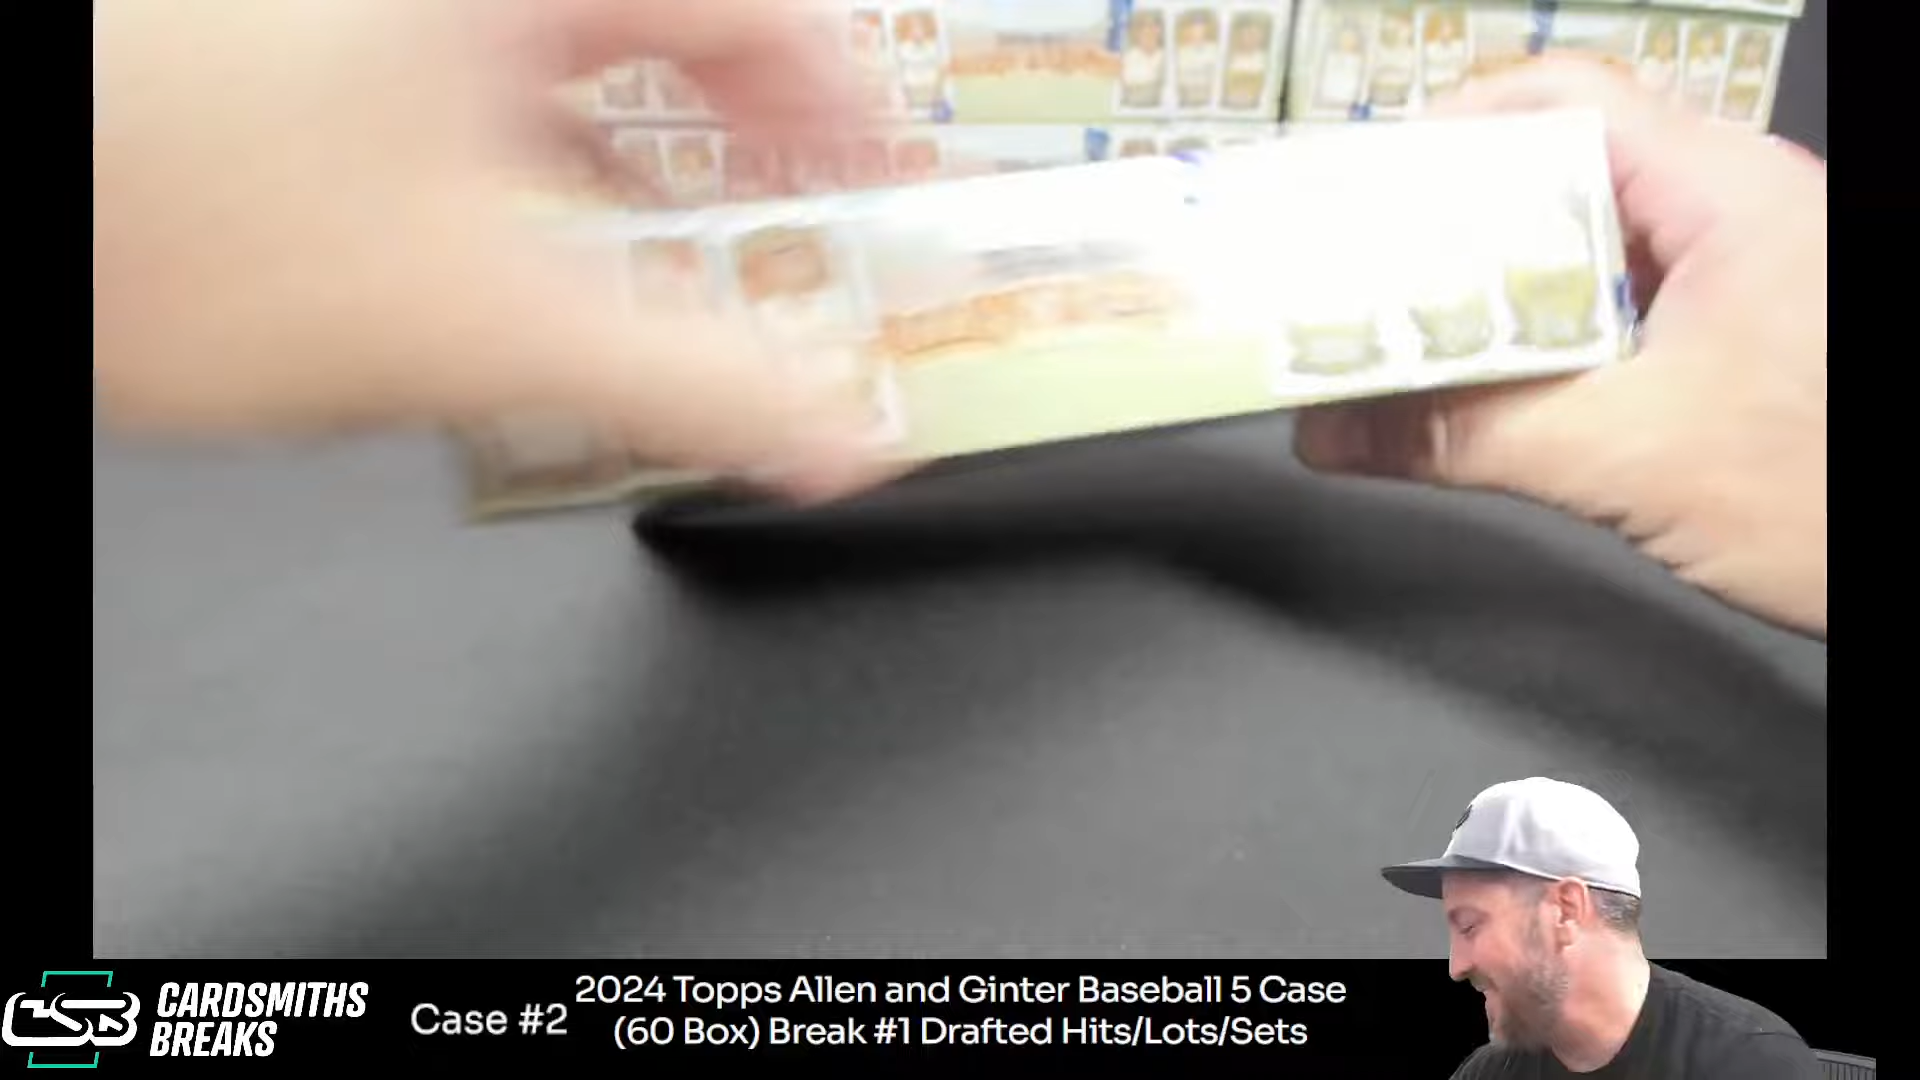 CARDSMITHS
BREAKS
Case #2
2024 Topps Allen and Ginter Baseball 5 Case
(60 Box) Break #1 Drafted Hits/Lots/Sets